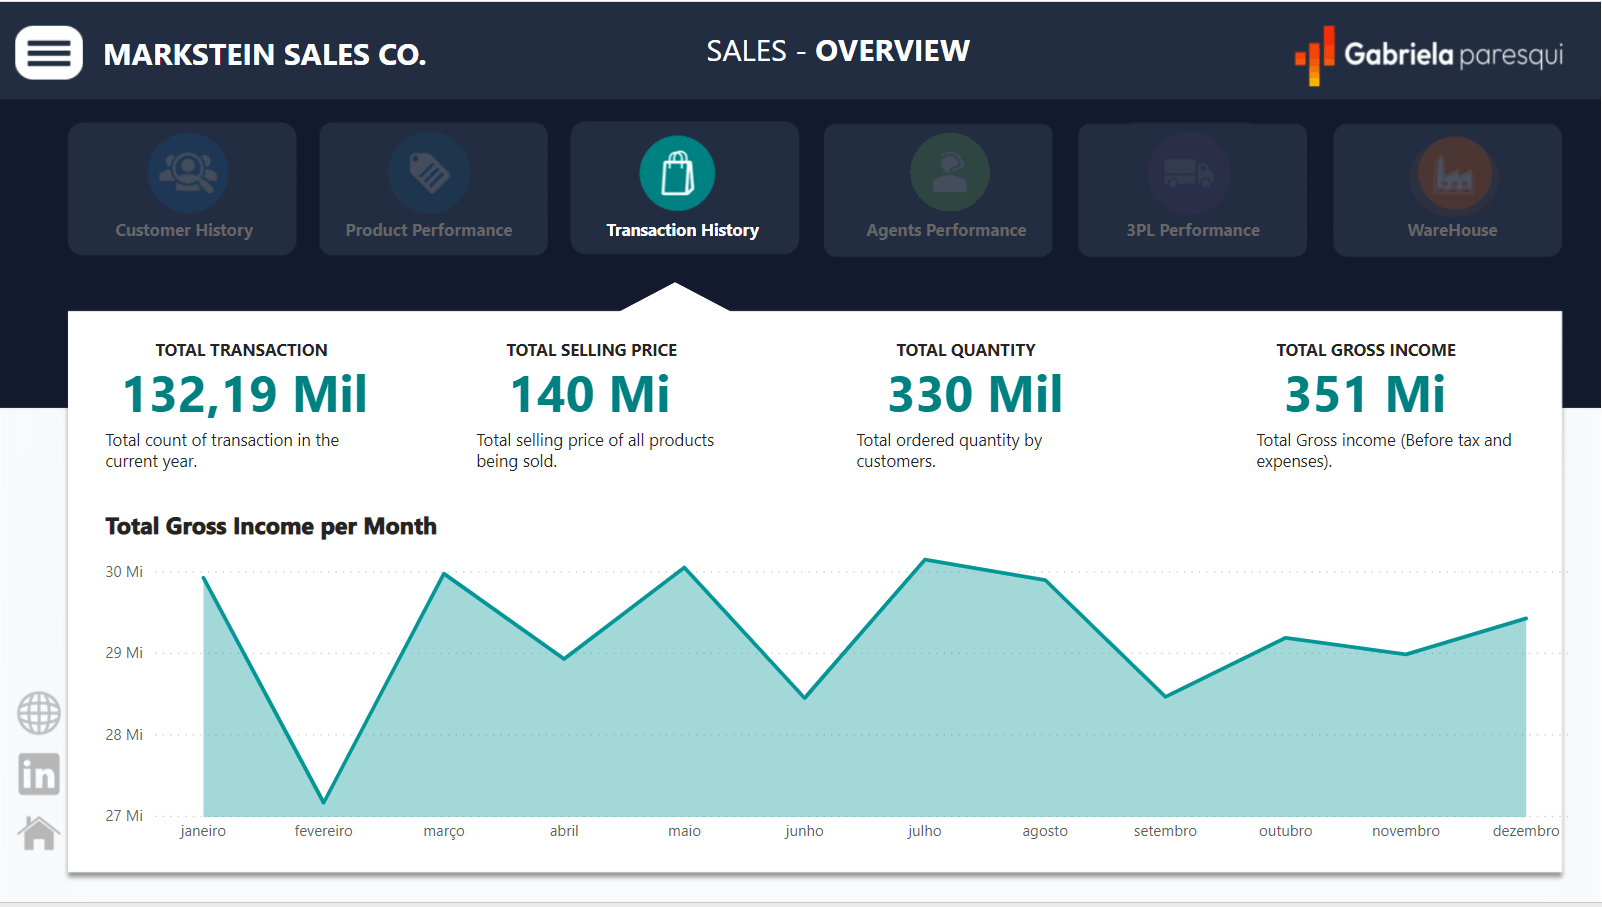 MARKSTEIN SALES CO.
SALES - OVERVIEW
Gabriela paresqui
Customer History
Product Performance
Transaction History
Agents Performance
3PL Performance
WareHouse
TOTAL TRANSACTION
132,19 Mil
Total count of transaction in the
current year.
TOTAL SELLING PRICE
140 Mi
Total selling price of all products
being sold.
TOTAL QUANTITY
330 Mil
Total ordered quantity by
customers.
TOTAL GROSS INCOME
351 Mi
Total Gross income (Before tax and
expenses).
Total Gross Income per Month
30 Mi
29 Mi
28 Mi
27 Mi
janeiro
fevereiro
março
abril
maio
junho
julho
agosto
setembro
outubro
novembro
dezembro
in